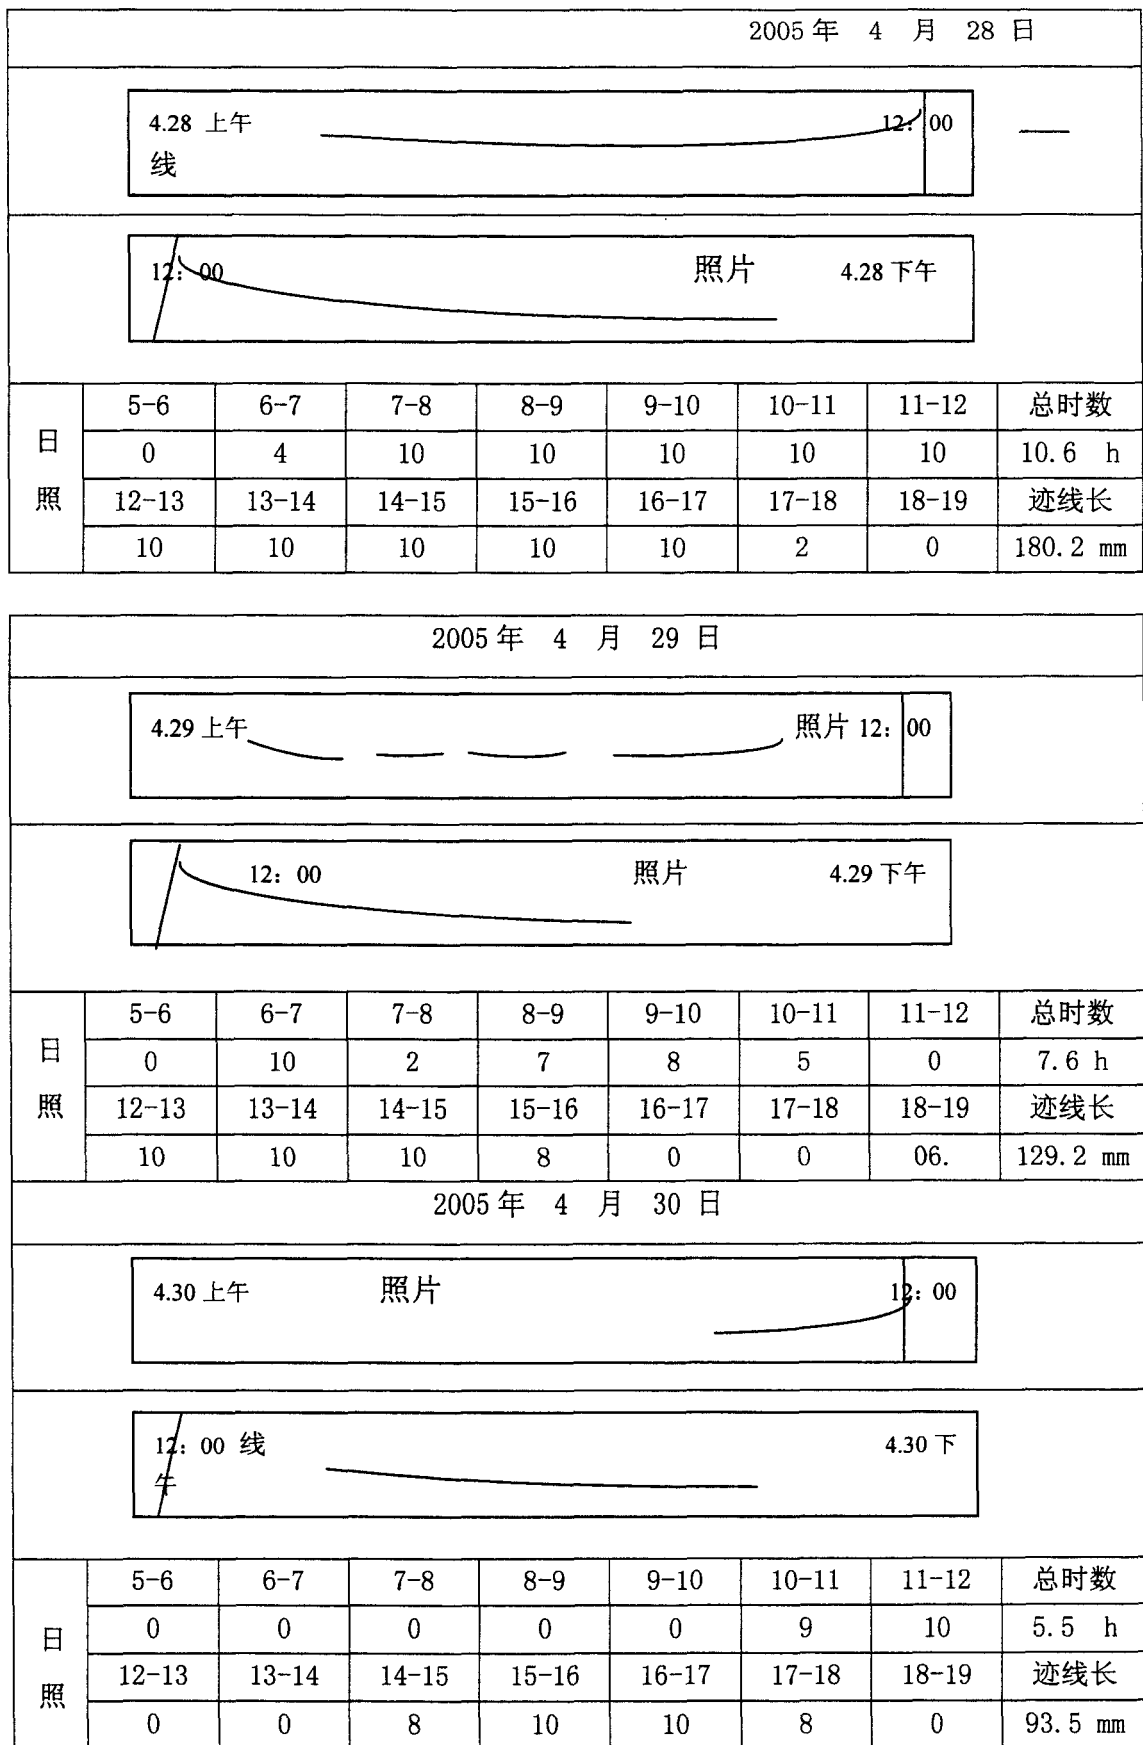 2005年 4 月 28 日
4.28 上午 12: 00
线
12: 00 照片 4.28 下午
日照
5-6 6-7 7-8 8-9 9-10 10-11 11-12 总时数
0 4 10 10 10 10 10 10.6 h
12-13 13-14 14-15 15-16 16-17 17-18 18-19 迹线长
10 10 10 10 10 2 0 180.2 mm
2005年 4 月 29 日
4.29 上午 照片 12: 00
12: 00 照片 4.29 下午
日照
5-6 6-7 7-8 8-9 9-10 10-11 11-12 总时数
0 10 2 7 8 5 0 7.6 h
12-13 13-14 14-15 15-16 16-17 17-18 18-19 迹线长
10 10 10 8 0 0 06. 129.2 mm
2005年 4 月 30 日
4.30 上午 照片 12: 00
12: 00 线 4.30 下
午
日照
5-6 6-7 7-8 8-9 9-10 10-11 11-12 总时数
0 0 0 0 0 9 10 5.5 h
12-13 13-14 14-15 15-16 16-17 17-18 18-19 迹线长
0 0 8 10 10 8 0 93.5 mm